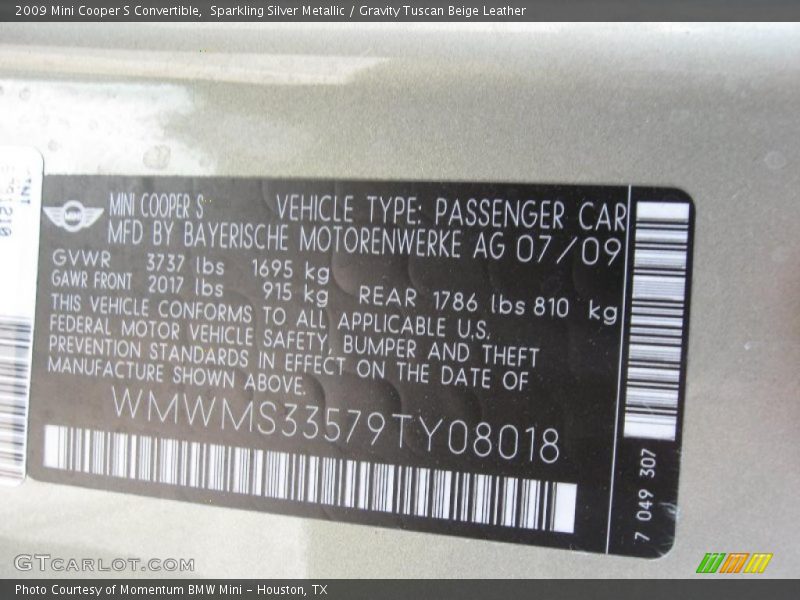 2009 Mini Cooper S Convertible,  Sparkling Silver Metallic / Gravity Tuscan Beige Leather
MINI
MINI COOPER S VEHICLE TYPE: PASSENGER CAR
MFD BY BAYERISCHE MOTORENWERKE AG 07/09
GVWR 3737 lbs 1695 kg
GAWR FRONT 2017 lbs 915 kg REAR 1786 lbs 810 kg
THIS VEHICLE CONFORMS TO ALL APPLICABLE U.S.
FEDERAL MOTOR VEHICLE SAFETY, BUMPER AND THEFT
PREVENTION STANDARDS IN EFFECT ON THE DATE OF
MANUFACTURE SHOWN ABOVE.
WMWMS33579TY08018
7 049 307
GTCARLOT.COM
Photo Courtesy of Momentum BMW Mini – Houston, TX